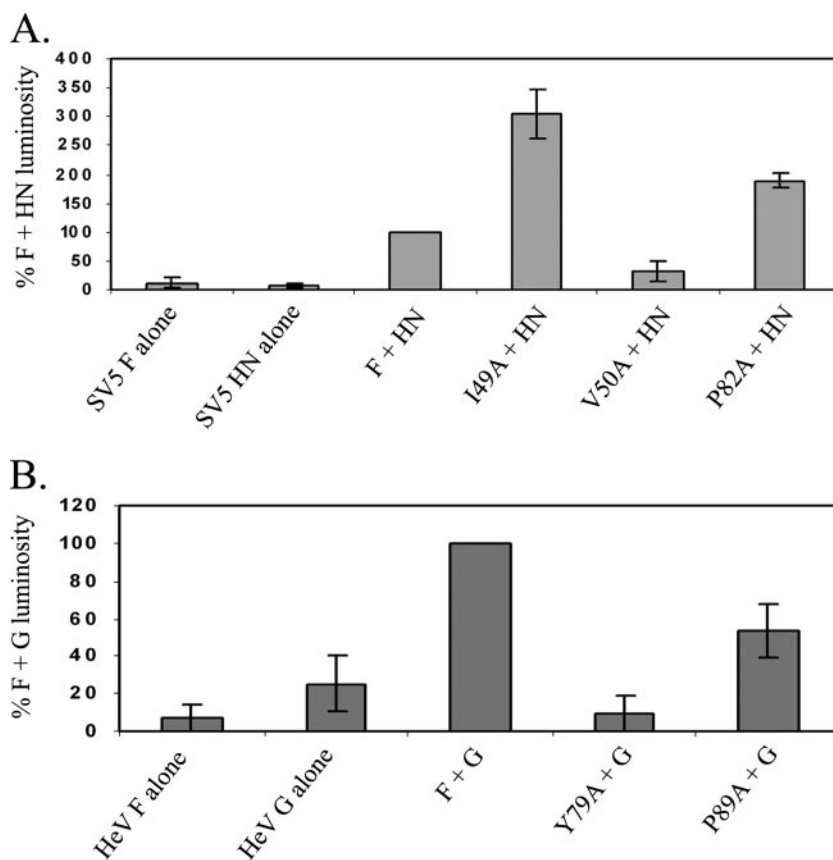 A.
% F + HN luminosity
400
350
300
250
200
150
100
50
0
SV5 F alone
SV5 HN alone
F + HN
I49A + HN
V50A + HN
P82A + HN
B.
% F + G luminosity
120
100
80
60
40
20
0
HeV F alone
HeV G alone
F + G
Y79A + G
P89A + G